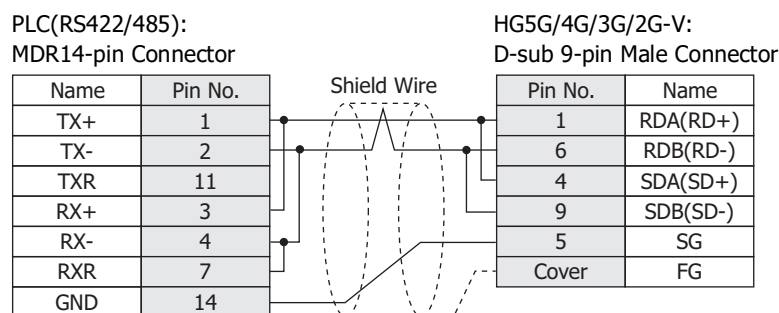 PLC(RS422/485):
MDR14-pin Connector
HG5G/4G/3G/2G-V:
D-sub 9-pin Male Connector
Shield Wire
Name Pin No.
TX+ 1
TX- 2
TXR 11
RX+ 3
RX- 4
RXR 7
GND 14
Pin No. Name
1 RDA(RD+)
6 RDB(RD-)
4 SDA(SD+)
9 SDB(SD-)
5 SG
Cover FG